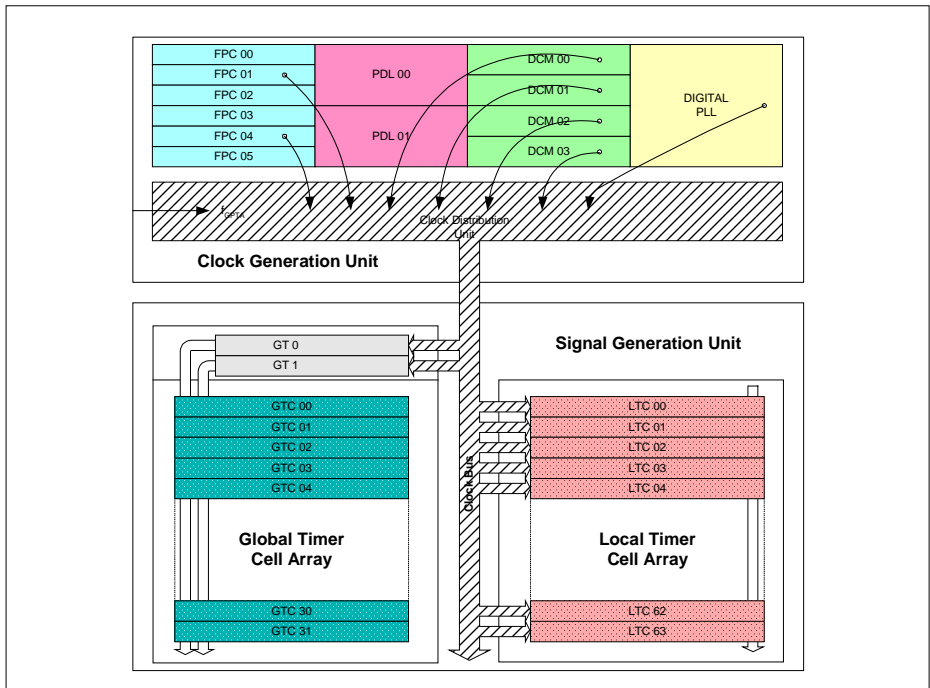 FPC 00
FPC 01
FPC 02
FPC 03
FPC 04
FPC 05
PDL 00
PDL 01
DCM 00
DCM 01
DCM 02
DCM 03
DIGITAL
PLL
fGPTA
Clock Distribution
Unit
Clock Generation Unit
Signal Generation Unit
GT 0
GT 1
GTC 00
GTC 01
GTC 02
GTC 03
GTC 04
Global Timer
Cell Array
GTC 30
GTC 31
Clock Bus
LTC 00
LTC 01
LTC 02
LTC 03
LTC 04
Local Timer
Cell Array
LTC 62
LTC 63